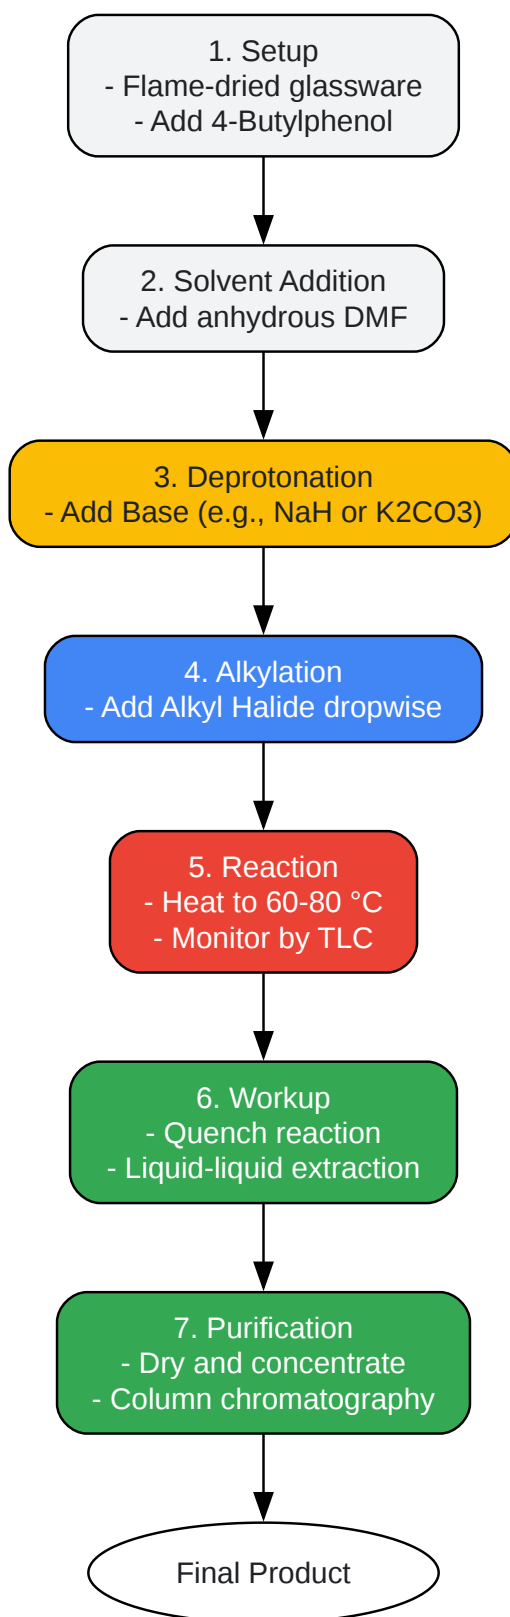 1. Setup
- Flame-dried glassware
- Add 4-Butylphenol
2. Solvent Addition
- Add anhydrous DMF
3. Deprotonation
- Add Base (e.g., NaH or K2CO3)
4. Alkylation
- Add Alkyl Halide dropwise
5. Reaction
- Heat to 60-80 °C
- Monitor by TLC
6. Workup
- Quench reaction
- Liquid-liquid extraction
7. Purification
- Dry and concentrate
- Column chromatography
Final Product